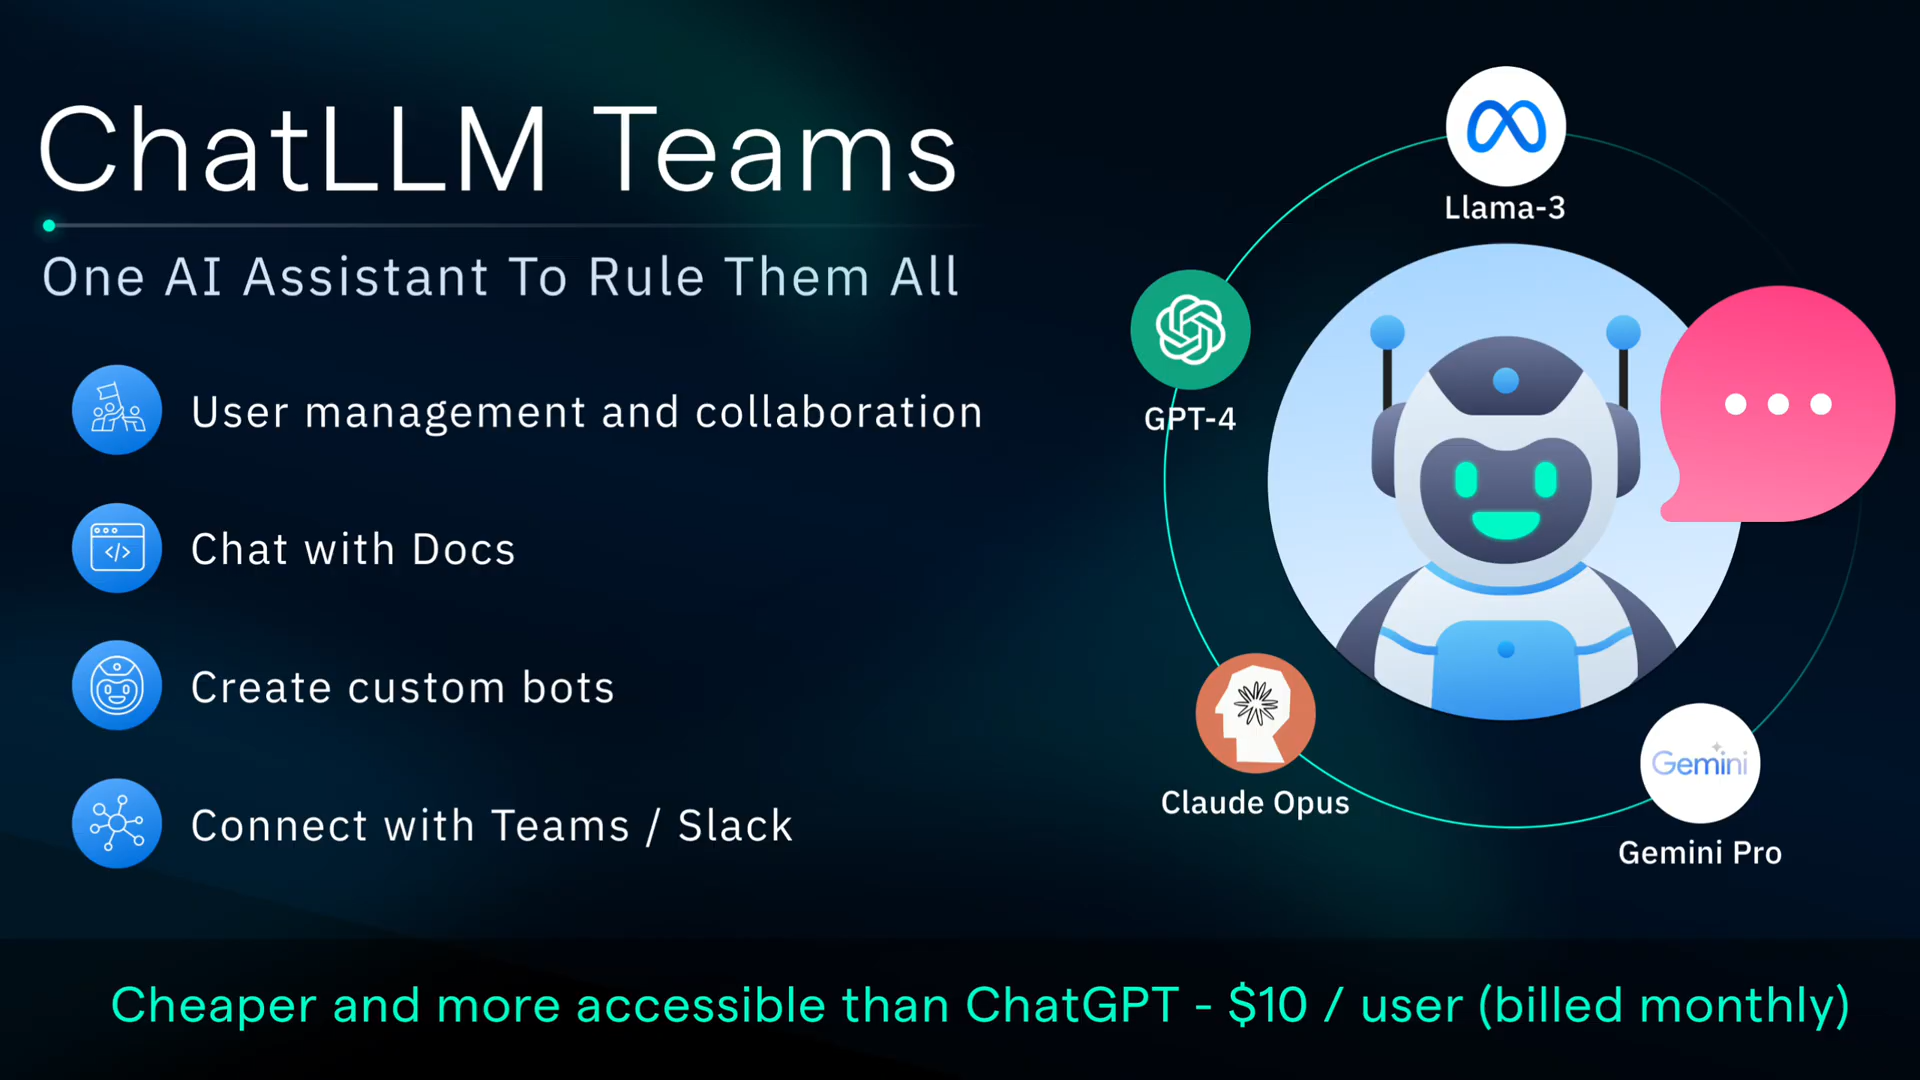 ChatLLM Teams
One AI Assistant To Rule Them All
User management and collaboration
Chat with Docs
Create custom bots
Connect with Teams / Slack
Llama-3
GPT-4
Claude Opus
Gemini
Gemini Pro
Cheaper and more accessible than ChatGPT - $10 / user (billed monthly)